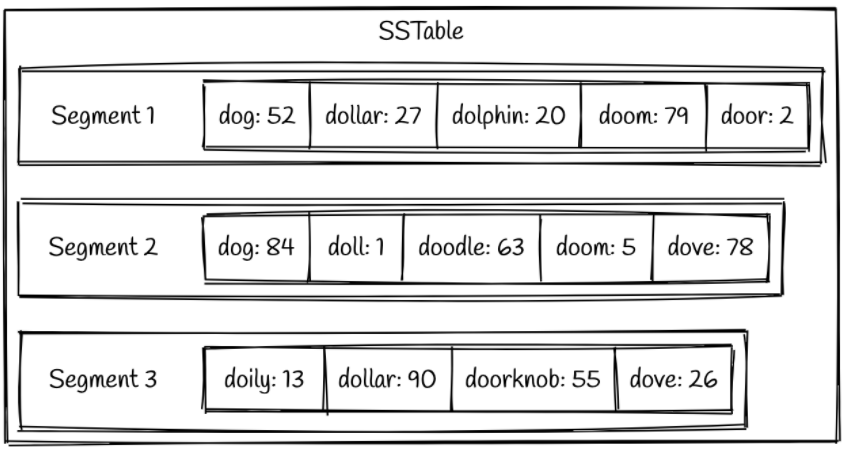 SSTable
Segment 1 dog: 52 dollar: 27 dolphin: 20 doom: 79 door: 2
Segment 2 dog: 84 doll: 1 doodle: 63 doom: 5 dove: 78
Segment 3 doily: 13 dollar: 90 doorknob: 55 dove: 26